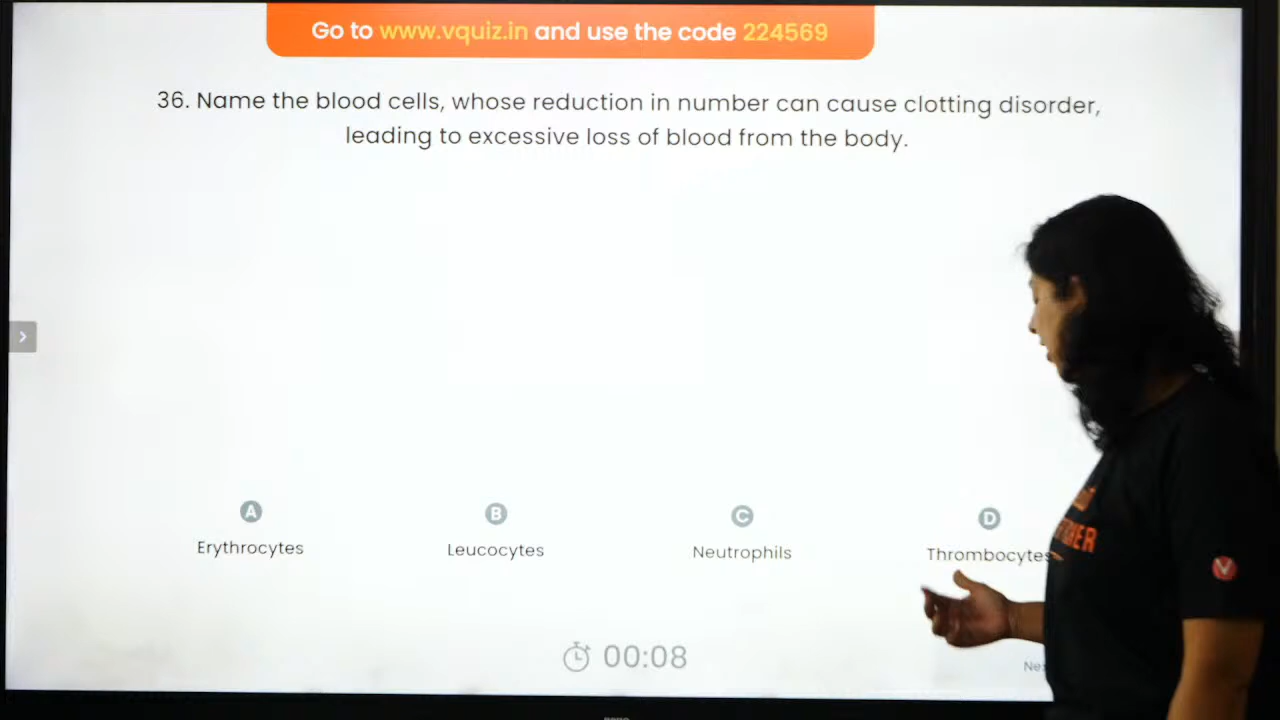 Go to www.vquiz.in and use the code 224569
36. Name the blood cells, whose reduction in number can cause clotting disorder,
leading to excessive loss of blood from the body.
>
A
Erythrocytes
B
Leucocytes
C
Neutrophils
D
Thrombocytes
00:08
V